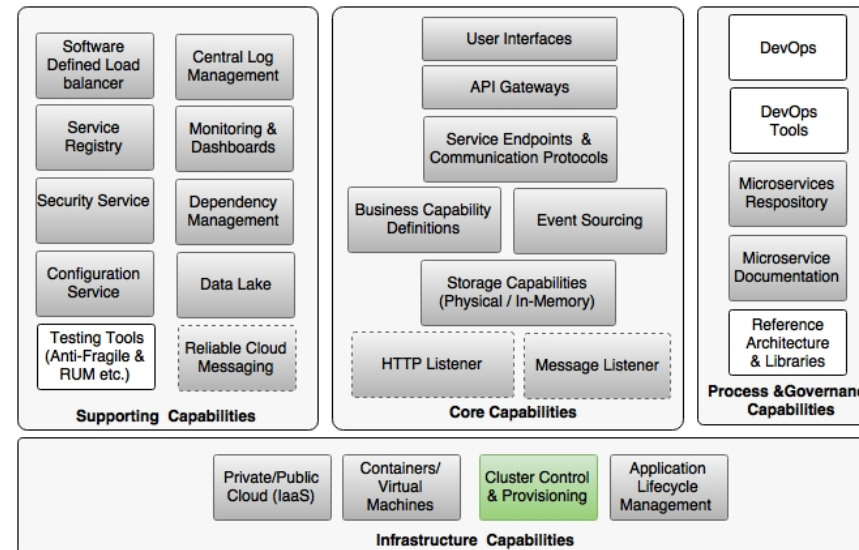 Software
Defined Load
balancer
Central Log
Management
Service
Registry
Monitoring &
Dashboards
Security Service
Dependency
Management
Configuration
Service
Data Lake
Testing Tools
(Anti-Fragile &
RUM etc.)
Reliable Cloud
Messaging
Supporting Capabilities
User Interfaces
API Gateways
Service Endpoints &
Communication Protocols
Business Capability
Definitions
Event Sourcing
Storage Capabilities
(Physical / In-Memory)
HTTP Listener
Message Listener
Core Capabilities
DevOps
DevOps
Tools
Microservices
Respository
Microservice
Documentation
Reference
Architecture
& Libraries
Process &Governanc
Capabilities
Private/Public
Cloud (IaaS)
Containers/
Virtual
Machines
Cluster Control
& Provisioning
Application
Lifecycle
Management
Infrastructure Capabilities